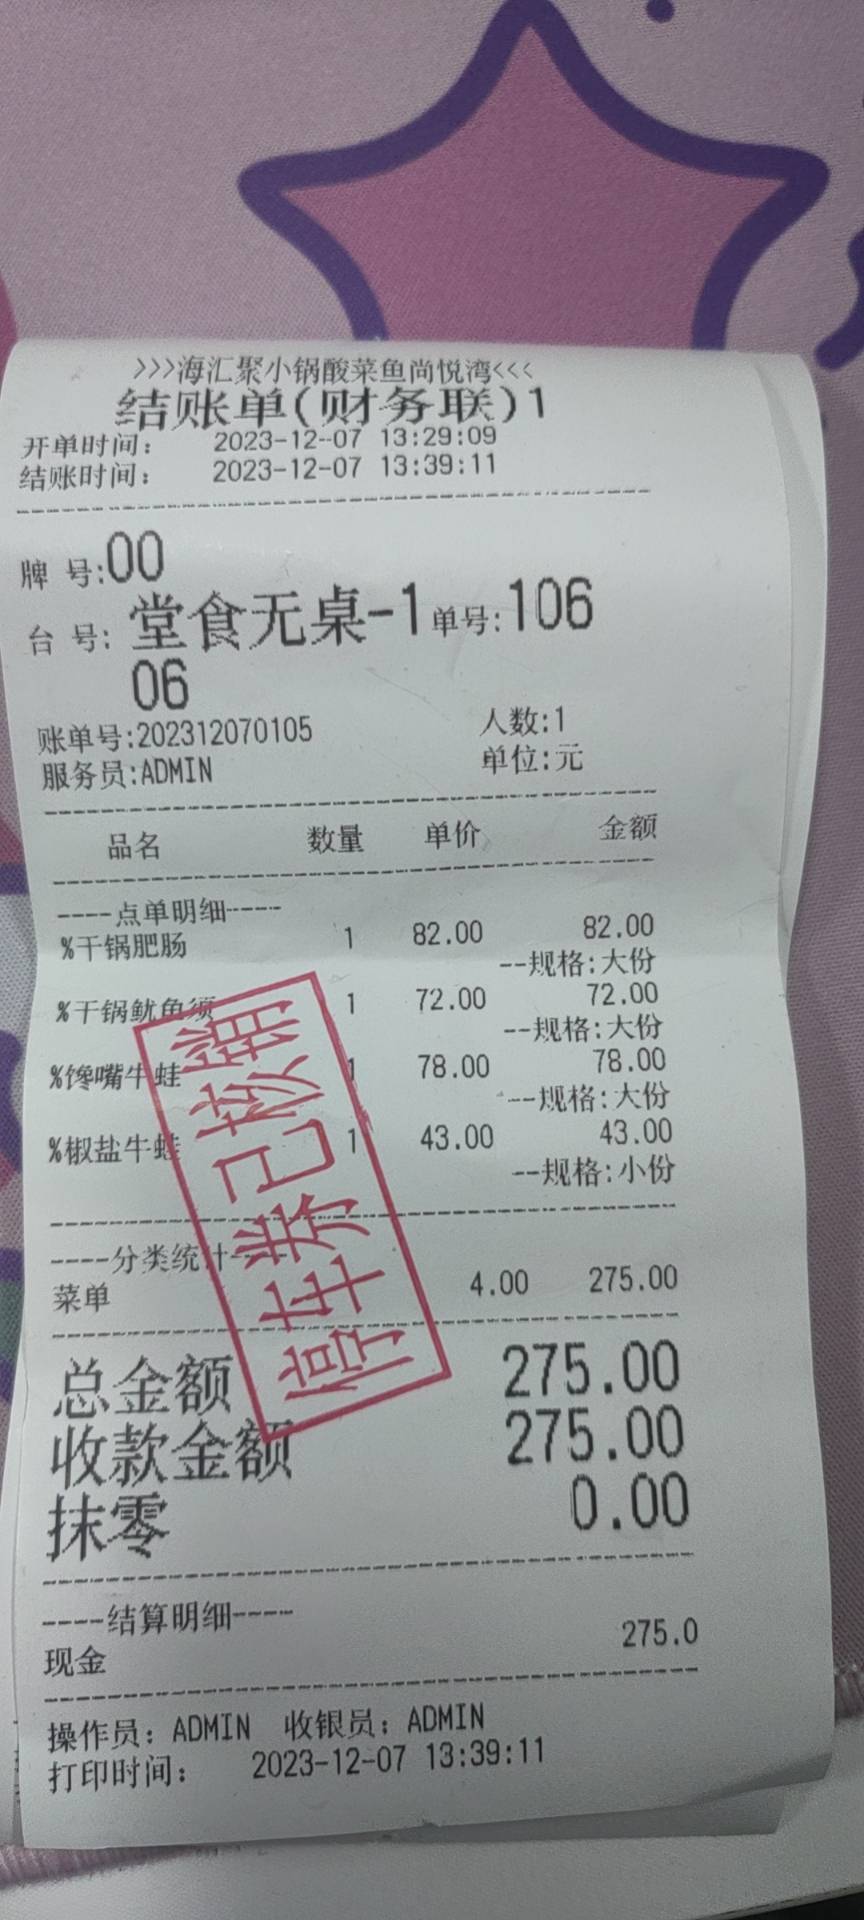 >>>海汇聚小锅酸菜鱼尚悦湾<<<
结账单(财务联)1
开单时间: 2023-12-07 13:29:09
结账时间: 2023-12-07 13:39:11
牌 号:00
台 号: 堂食无桌-1 单号:106
06
账单号:202312070105 人数:1
服务员:ADMIN 单位:元
品名 数量 单价 金额
----点单明细----
%干锅肥肠 1 82.00 82.00
--规格:大份
%干锅鱿鱼须 1 72.00 72.00
--规格:大份
%馋嘴牛蛙 1 78.00 78.00
--规格:大份
%椒盐牛蛙 1 43.00 43.00
--规格:小份
----分类统计----
菜单 4.00 275.00
总金额 275.00
收款金额 275.00
抹零 0.00
----结算明细----
现金 275.0
操作员: ADMIN 收银员: ADMIN
打印时间: 2023-12-07 13:39:11
停车券已核销